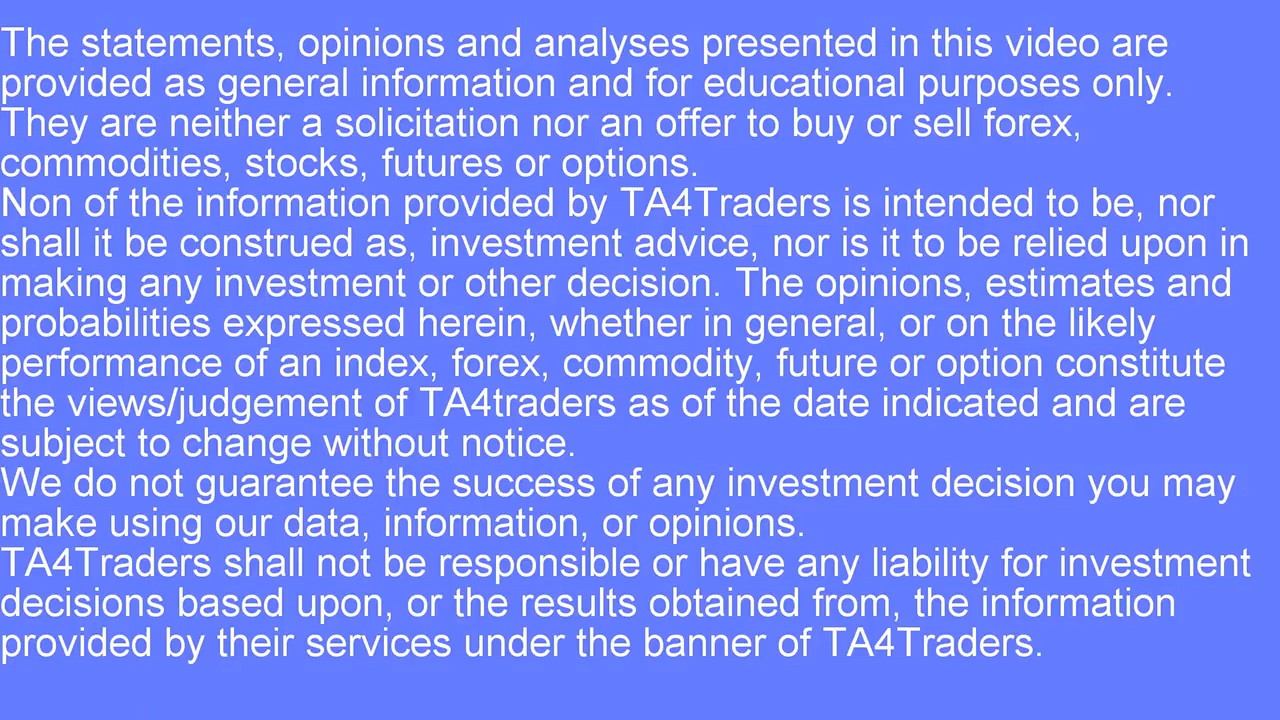 The statements, opinions and analyses presented in this video are
provided as general information and for educational purposes only.
They are neither a solicitation nor an offer to buy or sell forex,
commodities, stocks, futures or options.
Non of the information provided by TA4Traders is intended to be, nor
shall it be construed as, investment advice, nor is it to be relied upon in
making any investment or other decision. The opinions, estimates and
probabilities expressed herein, whether in general, or on the likely
performance of an index, forex, commodity, future or option constitute
the views/judgement of TA4traders as of the date indicated and are
subject to change without notice.
We do not guarantee the success of any investment decision you may
make using our data, information, or opinions.
TA4Traders shall not be responsible or have any liability for investment
decisions based upon, or the results obtained from, the information
provided by their services under the banner of TA4Traders.